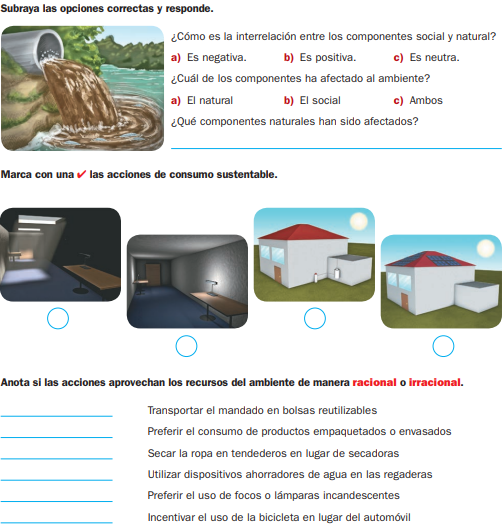 Subraya las opciones correctas y responde.
¿Cómo es la interrelación entre los componentes social y natural?
a) Es negativa. b) Es positiva. c) Es neutra.
¿Cuál de los componentes ha afectado al ambiente?
a) El natural b) El social c) Ambos
¿Qué componentes naturales han sido afectados?
Marca con una ✔ las acciones de consumo sustentable.
Anota si las acciones aprovechan los recursos del ambiente de manera racional o irracional.
Transportar el mandado en bolsas reutilizables
Preferir el consumo de productos empaquetados o envasados
Secar la ropa en tendederos en lugar de secadoras
Utilizar dispositivos ahorradores de agua en las regaderas
Preferir el uso de focos o lámparas incandescentes
Incentivar el uso de la bicicleta en lugar del automóvil